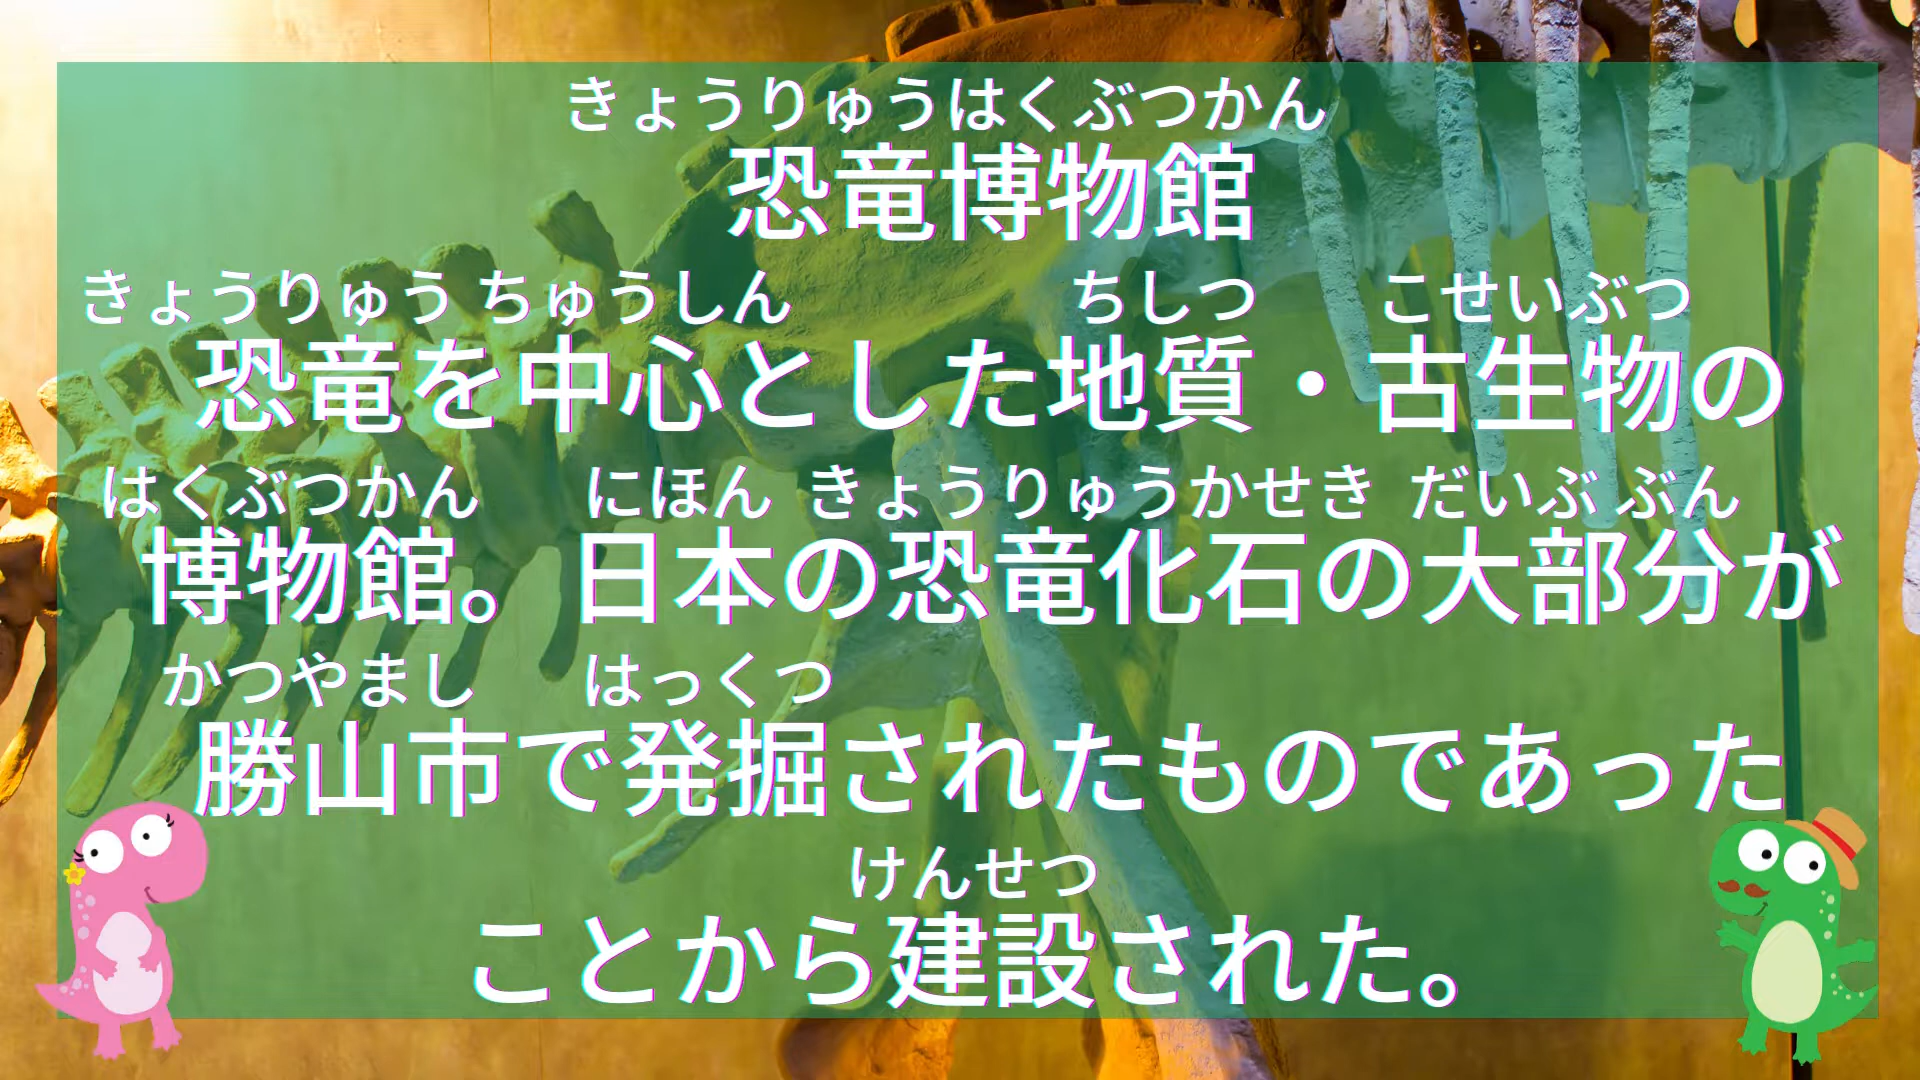 きょうりゅうはくぶつかん
恐竜博物館
きょうりゅう ちゅうしん ちしつ こせいぶつ
恐竜を中心とした地質・古生物の
はくぶつかん にほん きょうりゅうかせき だいぶ ぶん
博物館。日本の恐竜化石の大部分が
かつやまし はっくつ
勝山市で発掘されたものであった
けんせつ
ことから建設された。